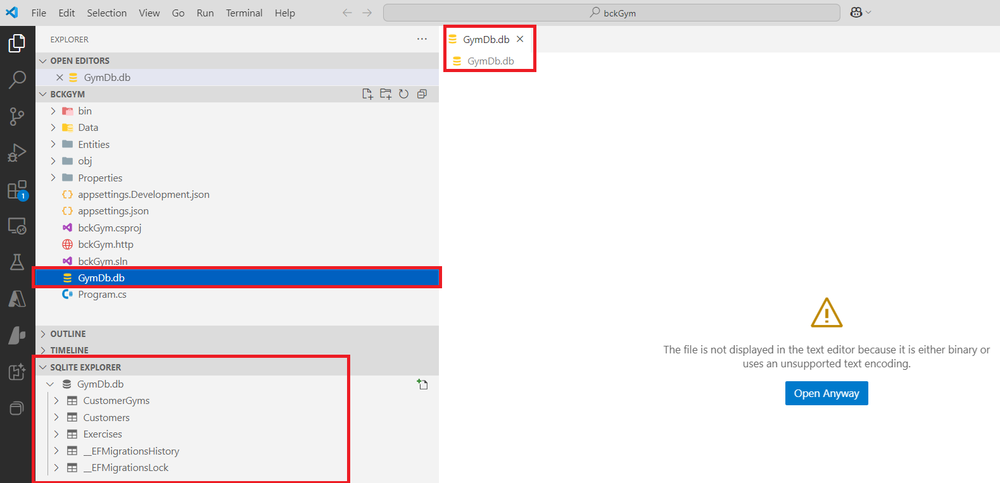 File Edit Selection View Go Run Terminal Help
bckGym
EXPLORER
OPEN EDITORS
GymDb.db
BCKGYM
bin
Data
Entities
obj
Properties
appsettings.Development.json
appsettings.json
bckGym.csproj
bckGym.http
bckGym.sln
GymDb.db
Program.cs
OUTLINE
TIMELINE
SQLITE EXPLORER
GymDb.db
CustomerGyms
Customers
Exercises
__EFMigrationsHistory
__EFMigrationsLock
1
GymDb.db
GymDb.db
The file is not displayed in the text editor because it is either binary or
uses an unsupported text encoding.
Open Anyway